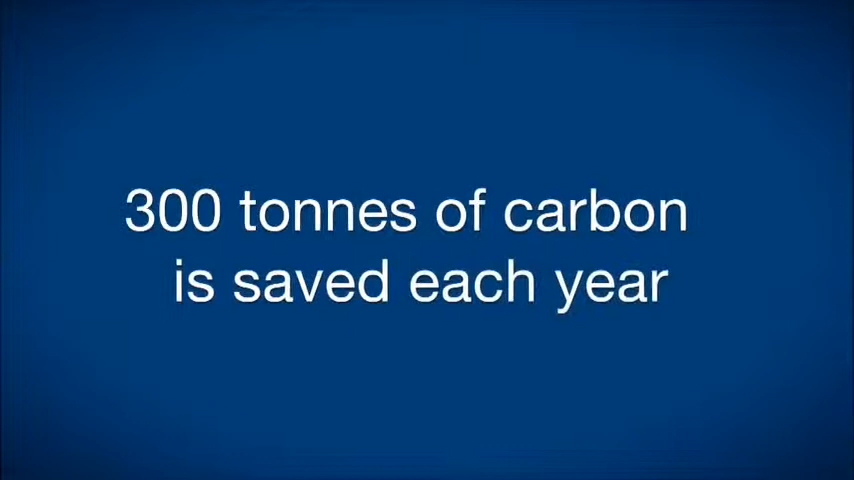 300 tonnes of carbon
is saved each year